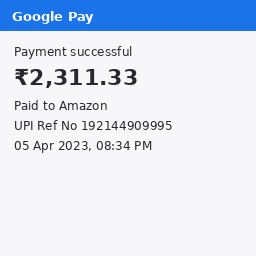 Google Pay
Payment successful
₹2,311.33
Paid to Amazon
UPI Ref No 192144909995
05 Apr 2023, 08:34 PM